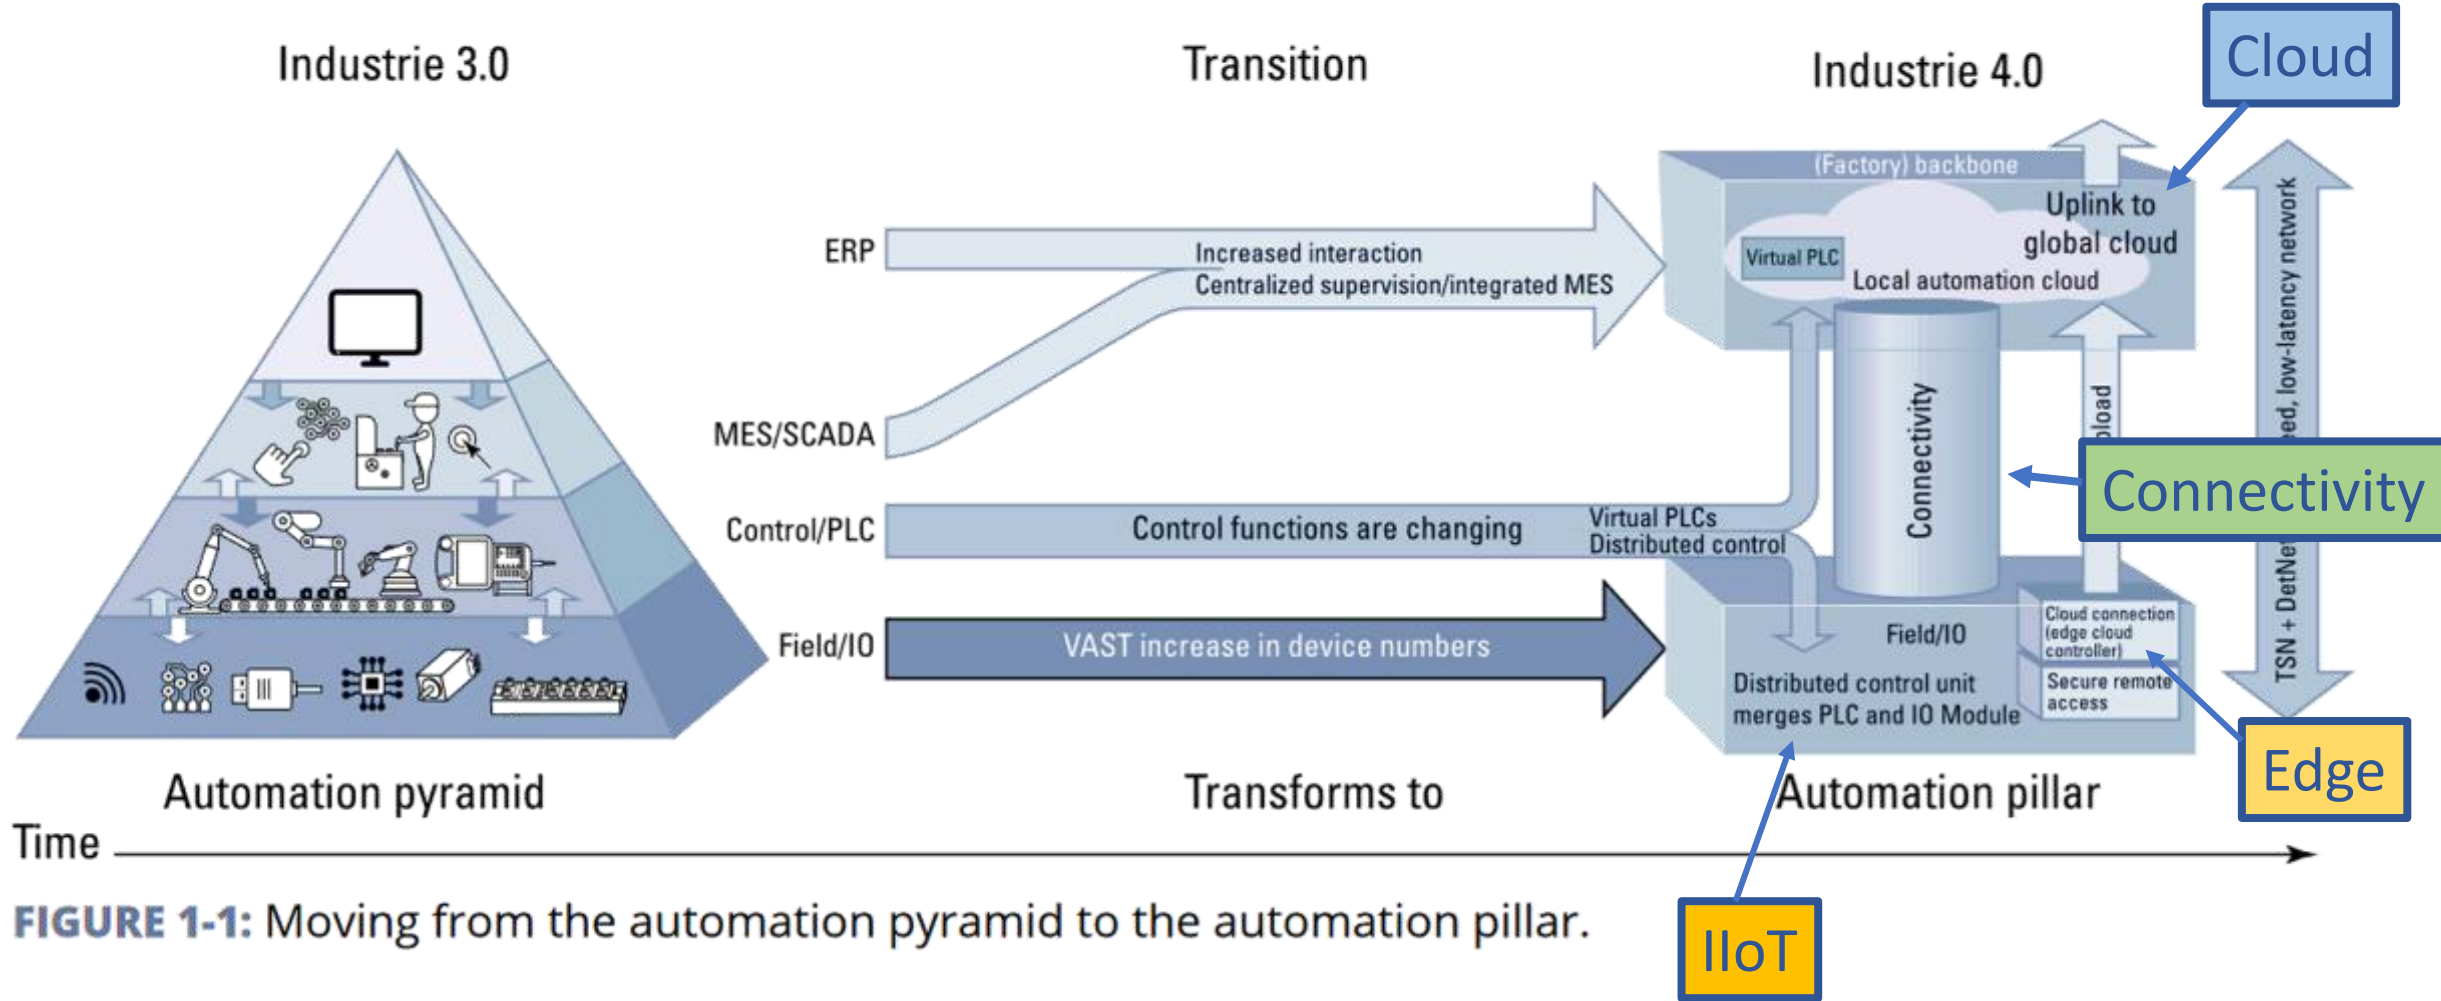 Industrie 3.0
Transition
Industrie 4.0
Cloud
(Factory) backbone
Uplink to
global cloud
Virtual PLC
Local automation cloud
ERP
Increased interaction
Centralized supervision/integrated MES
MES/SCADA
Control/PLC
Control functions are changing
Virtual PLCs
Distributed control
Field/IO
VAST increase in device numbers
Connectivity
Connectivity
TSN + low-latency network
Field/IO
Cloud connection
(edge cloud
controller)
Secure remote
access
Distributed control unit
merges PLC and IO Module
Edge
Automation pyramid
Transforms to
Automation pillar
Time
IIoT
FIGURE 1-1: Moving from the automation pyramid to the automation pillar.